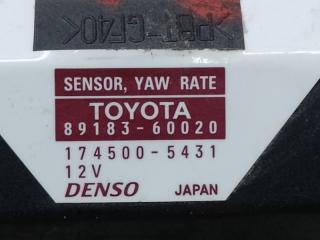 >PBT-GF40<
SENSOR, YAW RATE
TOYOTA
89183-60020
174500-5431
12V
DENSO JAPAN